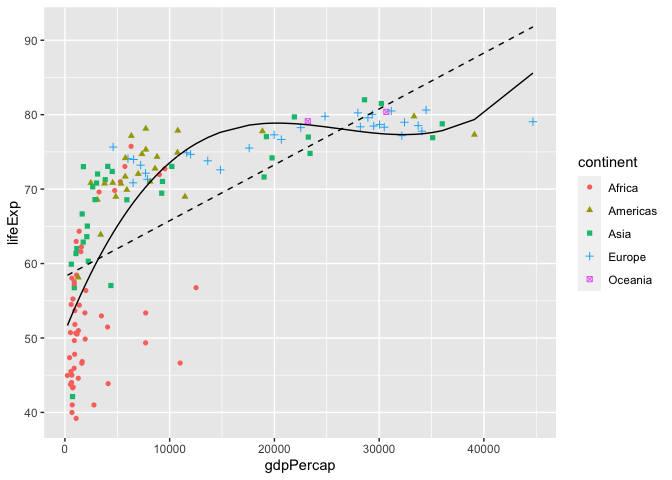 90
80
70
60
50
40
lifeExp
0 10000 20000 30000 40000
gdpPercap
continent
Africa
Americas
Asia
Europe
Oceania